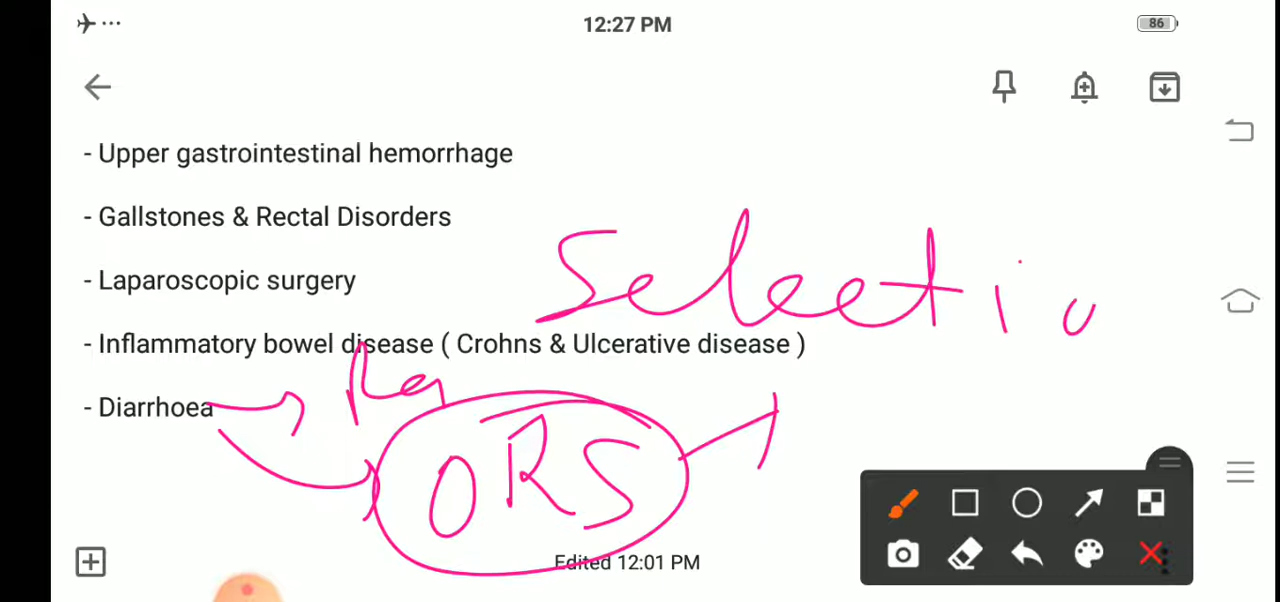 12:27 PM
86
- Upper gastrointestinal hemorrhage
- Gallstones & Rectal Disorders
- Laparoscopic surgery
Selectio
- Inflammatory bowel disease ( Crohns & Ulcerative disease )
- Diarrhoea
ORS
Edited 12:01 PM